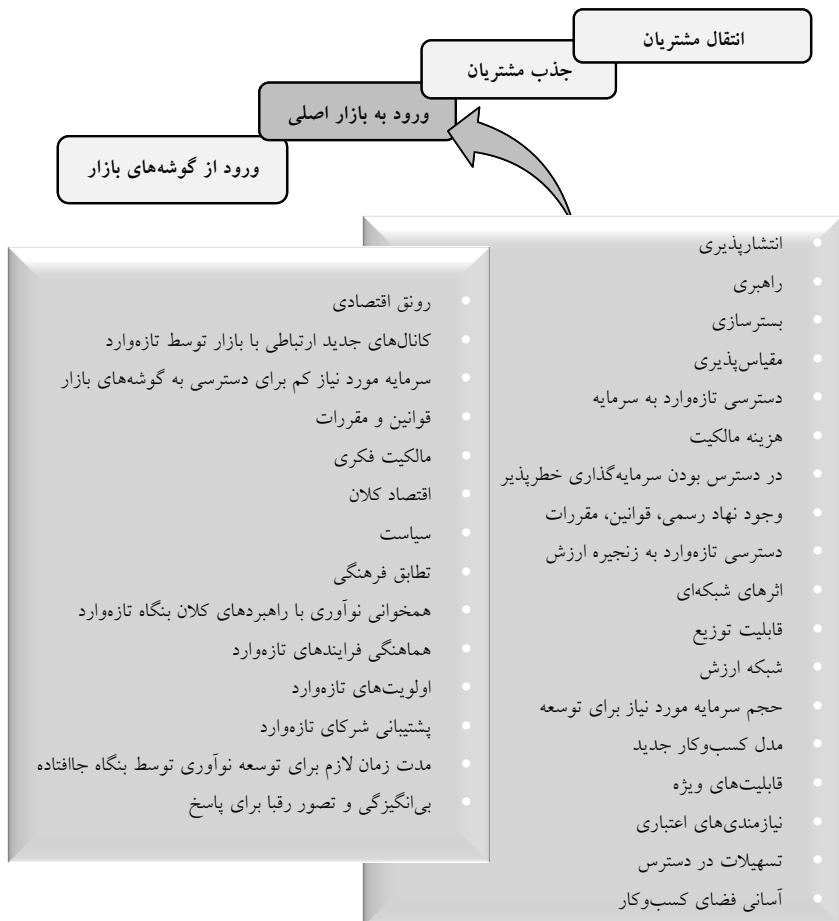 انتقال مشتریان
جذب مشتریان
ورود به بازار اصلی
ورود از گوشه‌های بازار
• انتشارپذیری
• راهبری
• بسترسازی
• مقیاس‌پذیری
• دسترسی تازه‌وارد به سرمایه
• هزینه مالکیت
• در دسترس بودن سرمایه‌گذاری خطرپذیر
• وجود نهاد رسمی، قوانین، مقررات
• دسترسی تازه‌وارد به زنجیره ارزش
• اثرهای شبکه‌ای
• قابلیت توزیع
• شبکه ارزش
• حجم سرمایه مورد نیاز برای توسعه
• مدل کسب‌وکار جدید
• قابلیت‌های ویژه
• نیازمندی‌های اعتباری
• تسهیلات در دسترس
• آسانی فضای کسب‌وکار
• رونق اقتصادی
• کانال‌های جدید ارتباطی با بازار توسط تازه‌وارد
• سرمایه مورد نیاز کم برای دسترسی به گوشه‌های بازار
• قوانین و مقررات
• مالکیت فکری
• اقتصاد کلان
• سیاست
• تطابق فرهنگی
• همخوانی نوآوری با راهبردهای کلان بنگاه تازه‌وارد
• هماهنگی فرایندهای تازه‌وارد
• اولویت‌های تازه‌وارد
• پشتیبانی شرکای تازه‌وارد
• مدت زمان لازم برای توسعه نوآوری توسط بنگاه جاافتاده
• بی‌انگیزگی و تصور رقبا برای پاسخ